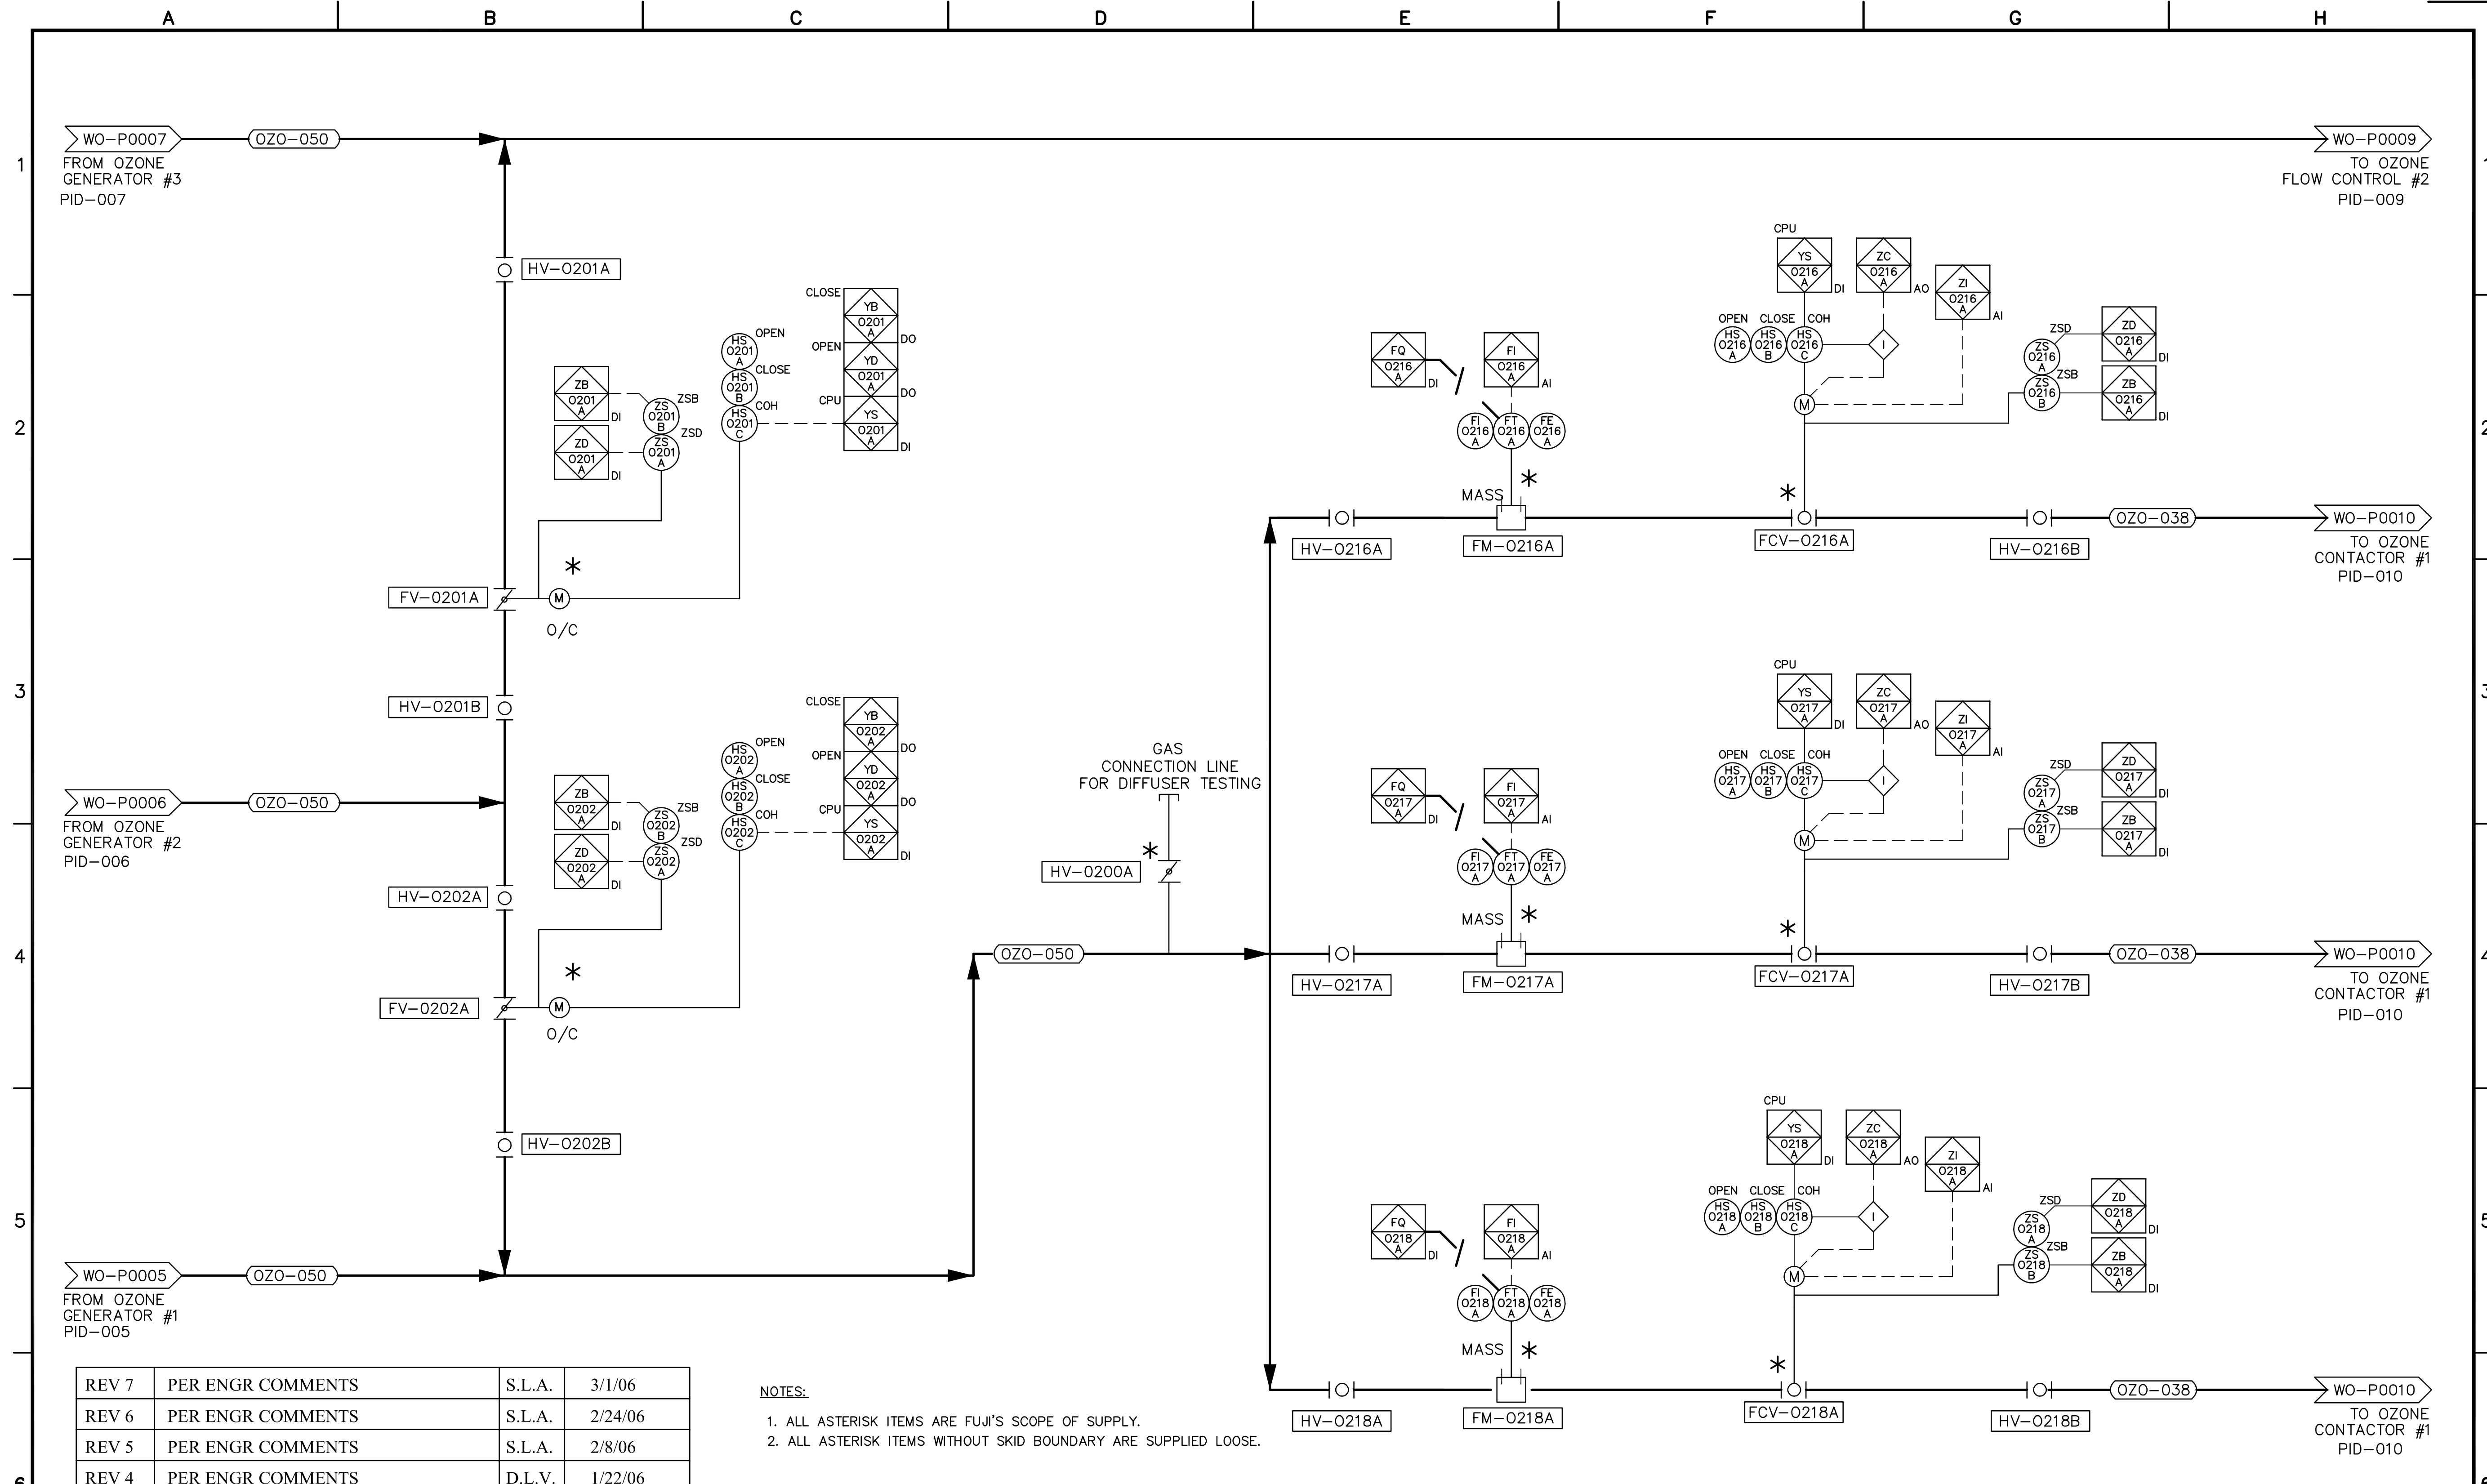 A B C D E F G H
1
WO-P0007
OZO-050
FROM OZONE
GENERATOR #3
PID-007
WO-P0009
TO OZONE
FLOW CONTROL #2
PID-009
HV-0201A
CLOSE
YB
0201
A
DO
OPEN
YD
0201
A
DO
CPU
YS
0201
A
DI
OPEN
HS
0201
A
CLOSE
HS
0201
B
COH
HS
0201
C
ZB
0201
A
DI
ZD
0201
A
DI
ZSB
ZS
0201
B
ZSD
ZS
0201
A
2
FV-0201A
M
O/C
*
3
HV-0201B
FQ
0216
A
DI
FI
0216
A
AI
FI
0216
A
FT
0216
A
FE
0216
A
MASS *
CPU
YS
0216
A
DI
ZC
0216
A
AO
ZI
0216
A
AI
OPEN CLOSE COH
HS
0216
A
HS
0216
B
HS
0216
C
I
M
ZSD
ZS
0216
A
ZSB
ZS
0216
B
ZD
0216
A
DI
ZB
0216
A
DI
*
HV-0216A
FM-0216A
FCV-0216A
HV-0216B
OZO-038
WO-P0010
TO OZONE
CONTACTOR #1
PID-010
WO-P0006
OZO-050
FROM OZONE
GENERATOR #2
PID-006
HV-0202A
CLOSE
YB
0202
A
DO
OPEN
YD
0202
A
DO
CPU
YS
0202
A
DI
OPEN
HS
0202
A
CLOSE
HS
0202
B
COH
HS
0202
C
ZB
0202
A
DI
ZD
0202
A
DI
ZSB
ZS
0202
B
ZSD
ZS
0202
A
4
FV-0202A
M
O/C
*
HV-0202B
GAS
CONNECTION LINE
FOR DIFFUSER TESTING
*
HV-0200A
OZO-050
FQ
0217
A
DI
FI
0217
A
AI
FI
0217
A
FT
0217
A
FE
0217
A
MASS *
CPU
YS
0217
A
DI
ZC
0217
A
AO
ZI
0217
A
AI
OPEN CLOSE COH
HS
0217
A
HS
0217
B
HS
0217
C
I
M
ZSD
ZS
0217
A
ZSB
ZS
0217
B
ZD
0217
A
DI
ZB
0217
A
DI
*
HV-0217A
FM-0217A
FCV-0217A
HV-0217B
OZO-038
WO-P0010
TO OZONE
CONTACTOR #1
PID-010
5
WO-P0005
OZO-050
FROM OZONE
GENERATOR #1
PID-005
FQ
0218
A
DI
FI
0218
A
AI
FI
0218
A
FT
0218
A
FE
0218
A
MASS *
CPU
YS
0218
A
DI
ZC
0218
A
AO
ZI
0218
A
AI
OPEN CLOSE COH
HS
0218
A
HS
0218
B
HS
0218
C
I
M
ZSD
ZS
0218
A
ZSB
ZS
0218
B
ZD
0218
A
DI
ZB
0218
A
DI
*
HV-0218A
FM-0218A
FCV-0218A
HV-0218B
OZO-038
WO-P0010
TO OZONE
CONTACTOR #1
PID-010
REV 7 PER ENGR COMMENTS S.L.A. 3/1/06
REV 6 PER ENGR COMMENTS S.L.A. 2/24/06
REV 5 PER ENGR COMMENTS S.L.A. 2/8/06
REV 4 PER ENGR COMMENTS D.L.V. 1/22/06
NOTES:
1. ALL ASTERISK ITEMS ARE FUJI'S SCOPE OF SUPPLY.
2. ALL ASTERISK ITEMS WITHOUT SKID BOUNDARY ARE SUPPLIED LOOSE.